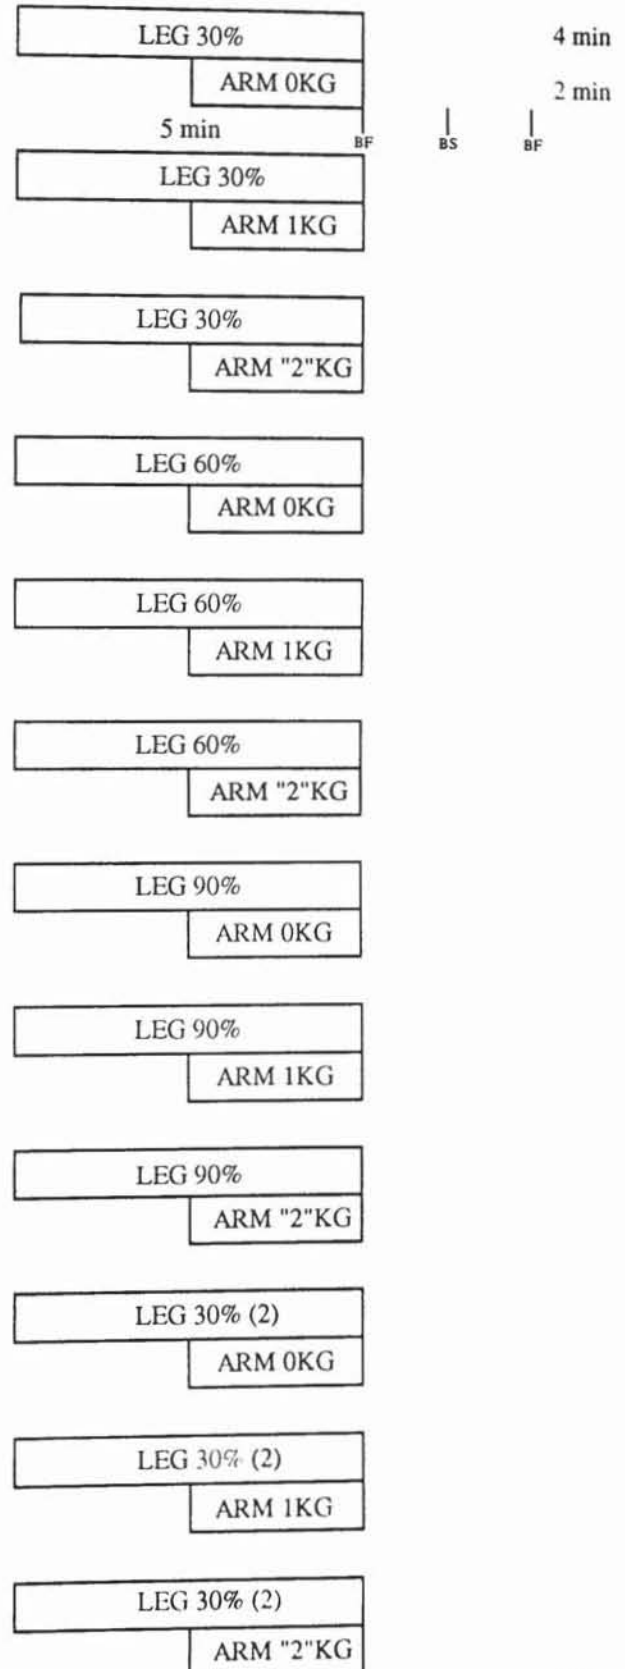 LEG 30% 4 min
ARM 0KG 2 min
5 min BF BS BF
LEG 30%
ARM 1KG
LEG 30%
ARM "2"KG
LEG 60%
ARM 0KG
LEG 60%
ARM 1KG
LEG 60%
ARM "2"KG
LEG 90%
ARM 0KG
LEG 90%
ARM 1KG
LEG 90%
ARM "2"KG
LEG 30% (2)
ARM 0KG
LEG 30% (2)
ARM 1KG
LEG 30% (2)
ARM "2"KG